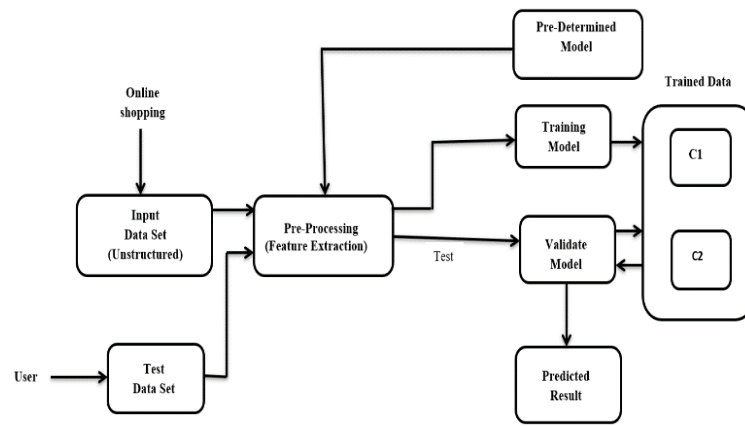 Pre-Determined
Model
Trained Data
Online
shopping
Training
Model
C1
Input
Data Set
(Unstructured)
Pre-Processing
(Feature Extraction)
Test
Validate
Model
C2
User
Test
Data Set
Predicted
Result